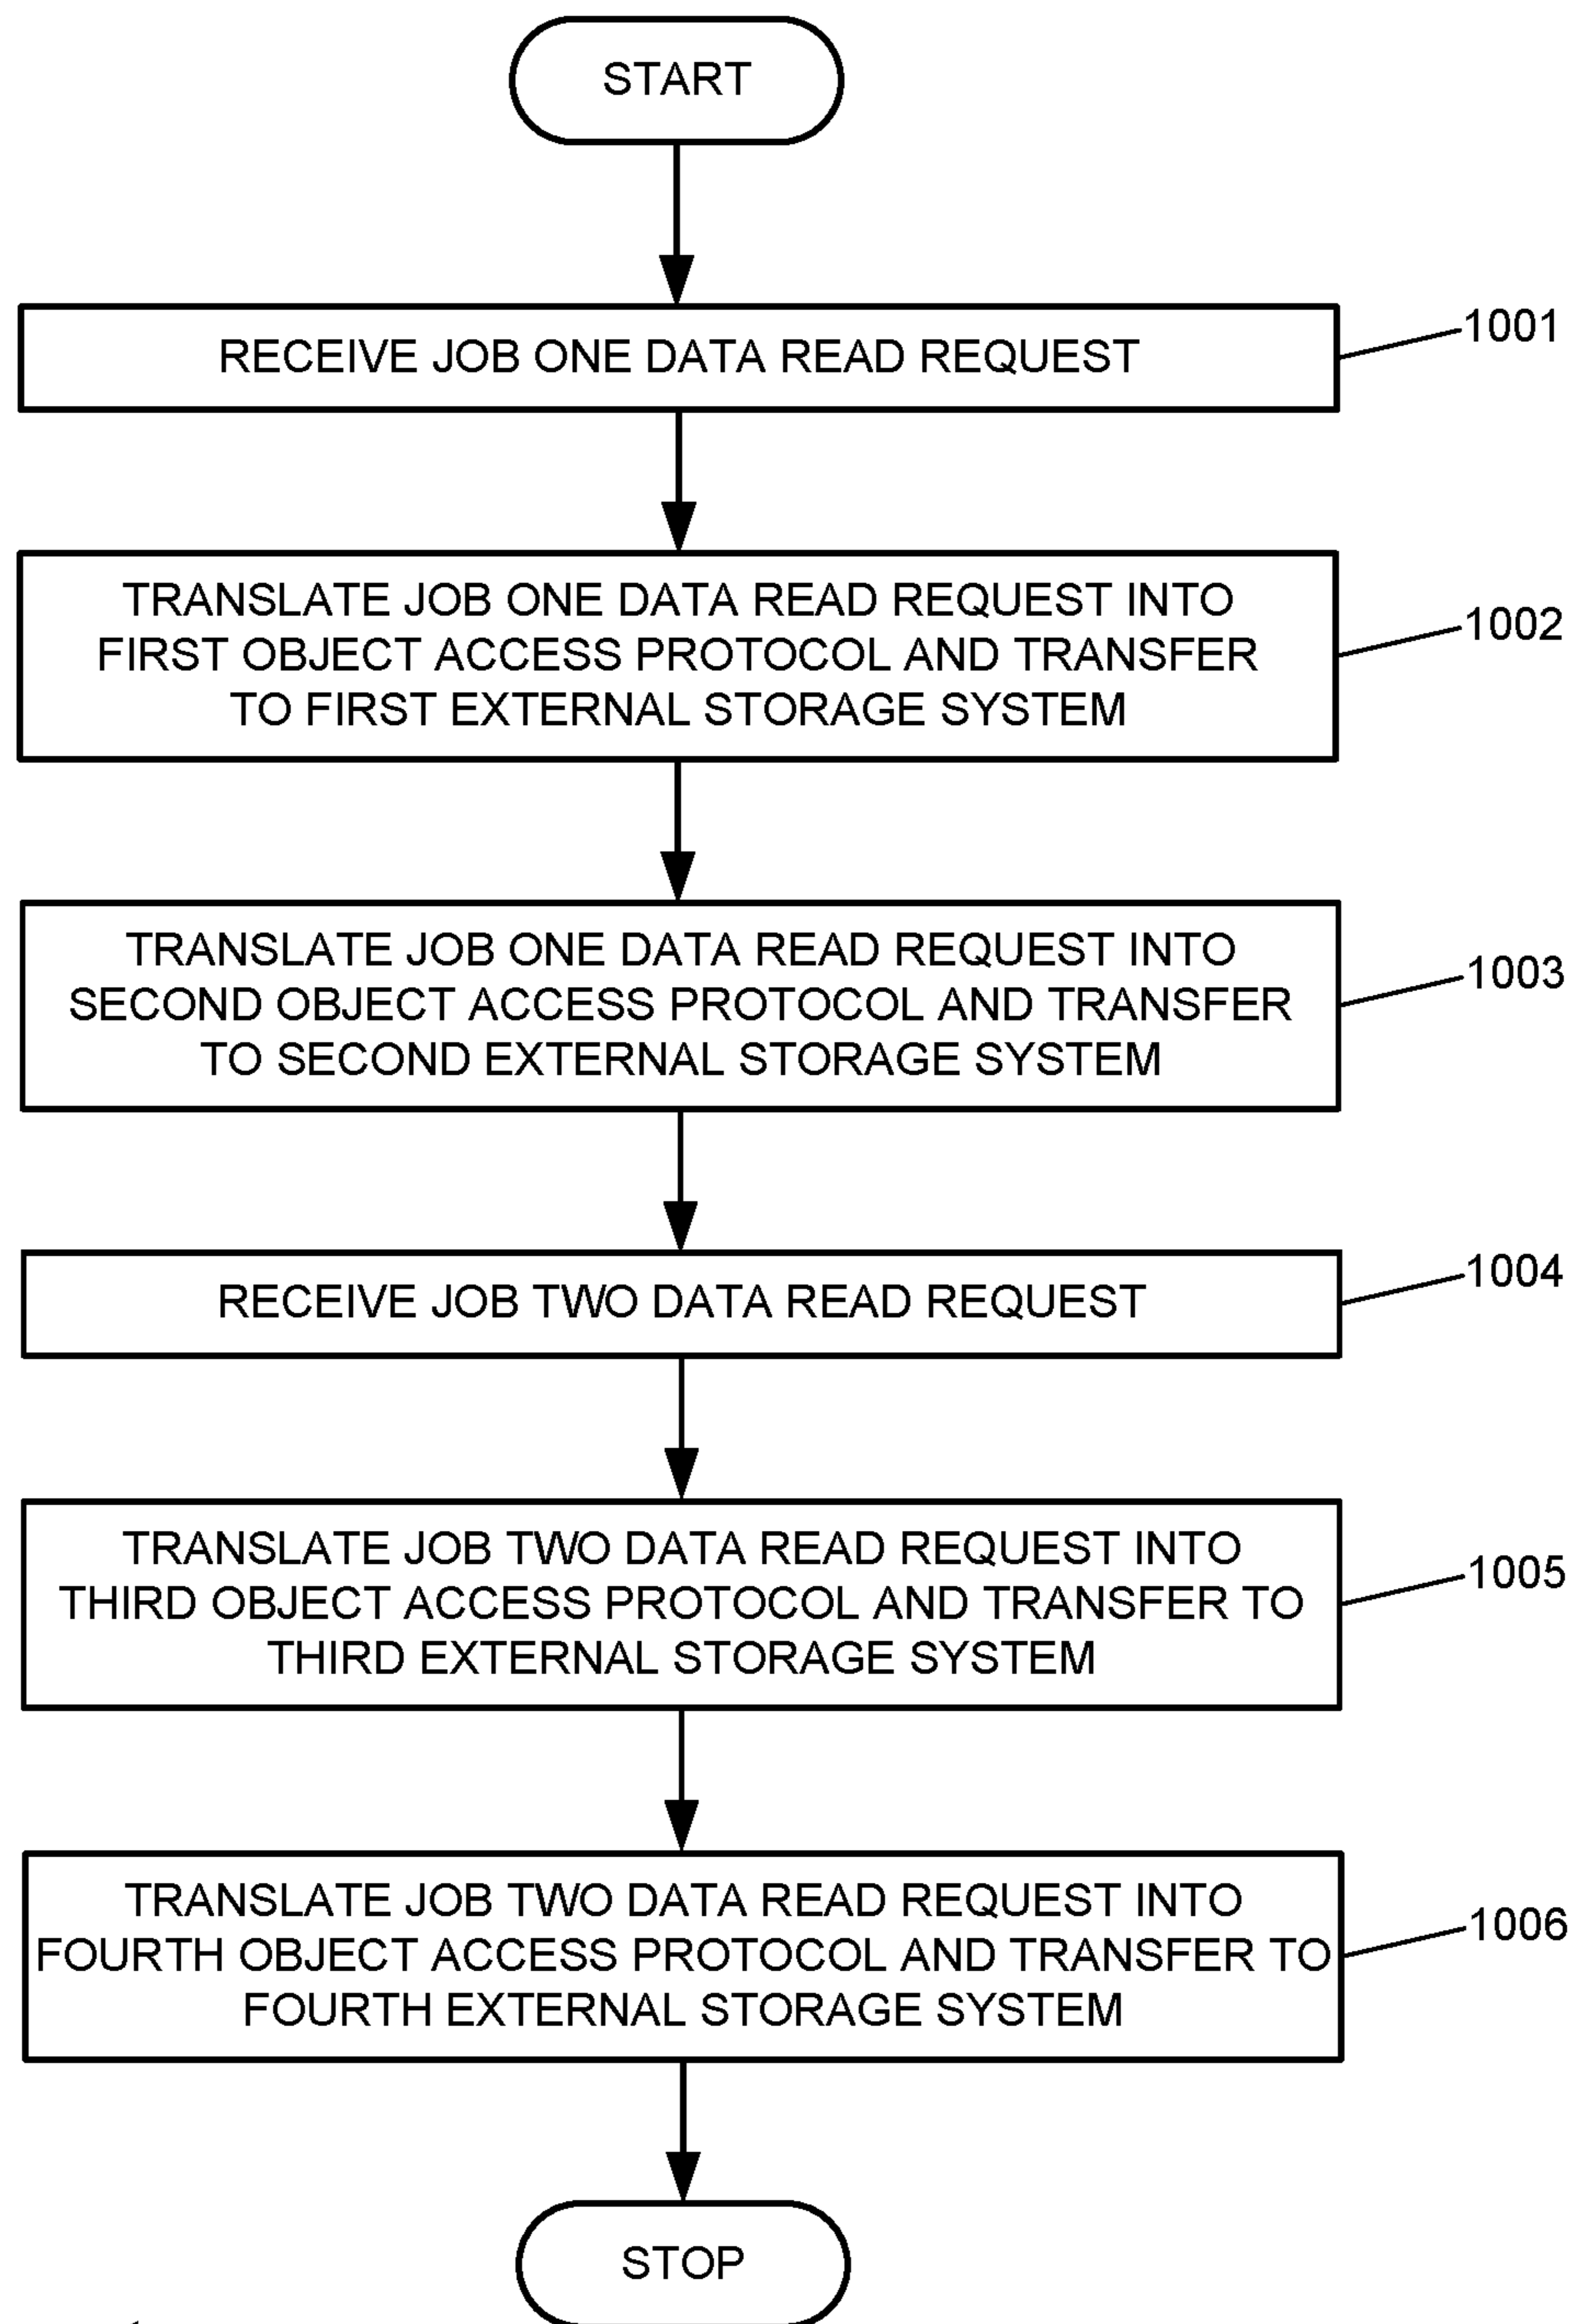 START
RECEIVE JOB ONE DATA READ REQUEST
1001
TRANSLATE JOB ONE DATA READ REQUEST INTO
FIRST OBJECT ACCESS PROTOCOL AND TRANSFER
TO FIRST EXTERNAL STORAGE SYSTEM
1002
TRANSLATE JOB ONE DATA READ REQUEST INTO
SECOND OBJECT ACCESS PROTOCOL AND TRANSFER
TO SECOND EXTERNAL STORAGE SYSTEM
1003
RECEIVE JOB TWO DATA READ REQUEST
1004
TRANSLATE JOB TWO DATA READ REQUEST INTO
THIRD OBJECT ACCESS PROTOCOL AND TRANSFER TO
THIRD EXTERNAL STORAGE SYSTEM
1005
TRANSLATE JOB TWO DATA READ REQUEST INTO
FOURTH OBJECT ACCESS PROTOCOL AND TRANSFER TO
FOURTH EXTERNAL STORAGE SYSTEM
1006
STOP